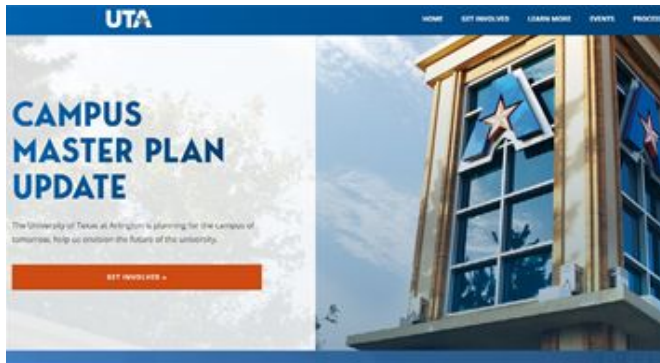 UTA
HOME GET INVOLVED LEARN MORE EVENTS PROCESS
CAMPUS
MASTER PLAN
UPDATE
The University of Texas at Arlington is planning for the campus of
tomorrow, help us envision the future of the university.
GET INVOLVED »
A